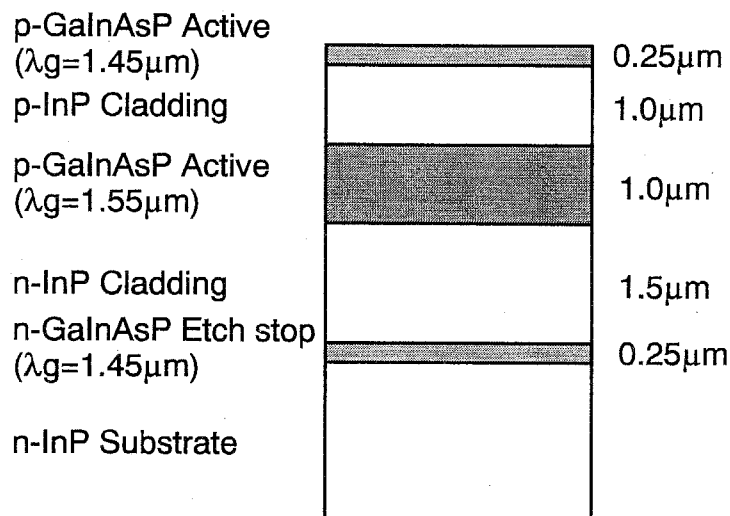 p-GaInAsP Active
(λg=1.45μm)
0.25μm
p-InP Cladding
1.0μm
p-GaInAsP Active
(λg=1.55μm)
1.0μm
n-InP Cladding
1.5μm
n-GaInAsP Etch stop
(λg=1.45μm)
0.25μm
n-InP Substrate